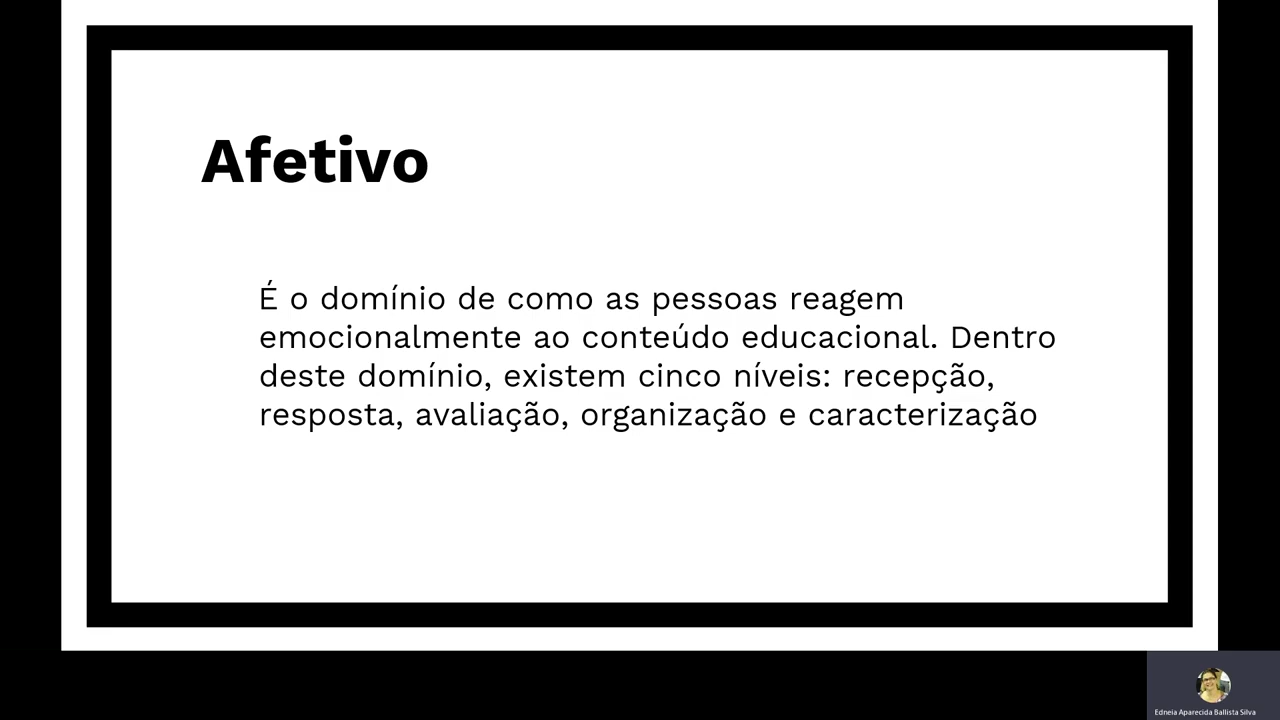 Afetivo
É o domínio de como as pessoas reagem
emocionalmente ao conteúdo educacional. Dentro
deste domínio, existem cinco níveis: recepção,
resposta, avaliação, organização e caracterização
Edneia Aparecida Ballista Silva